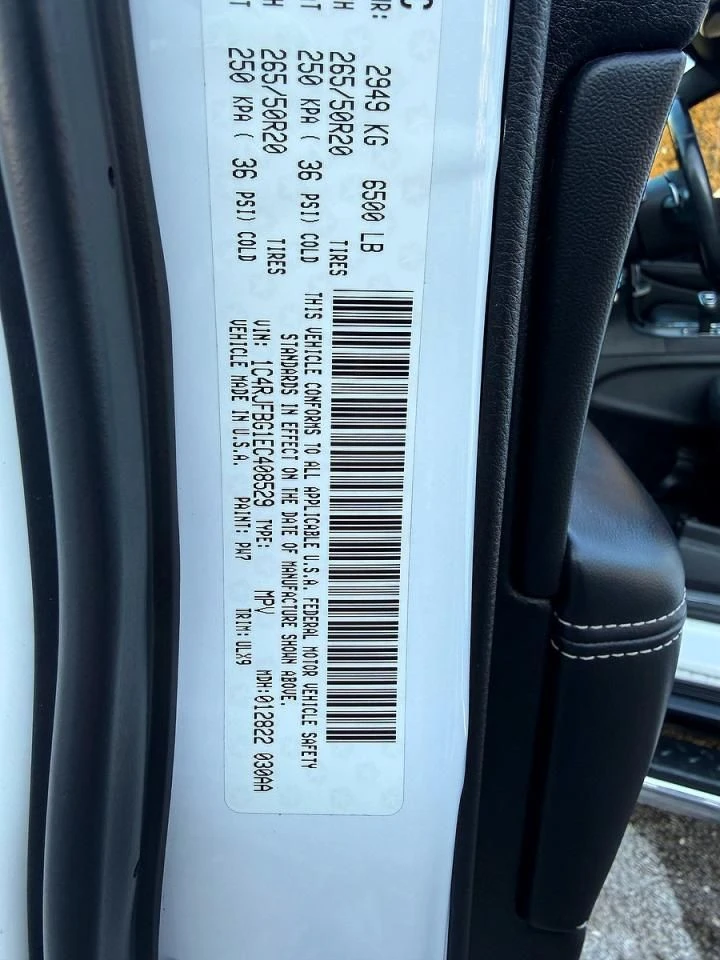 2949 KG 6500 LB
265/50R20 TIRES
250 KPA ( 36 PSI) COLD
265/50R20 TIRES
250 KPA ( 36 PSI) COLD
THIS VEHICLE CONFORMS TO ALL APPLICABLE U.S.A. FEDERAL MOTOR VEHICLE SAFETY
STANDARDS IN EFFECT ON THE DATE OF MANUFACTURE SHOWN ABOVE.
VIN: 1C4RJFBG1EC408529 TYPE: MPV MDH:012822 030AA
VEHICLE MADE IN U.S.A. PAINT: PW7 TRIM: ULX9